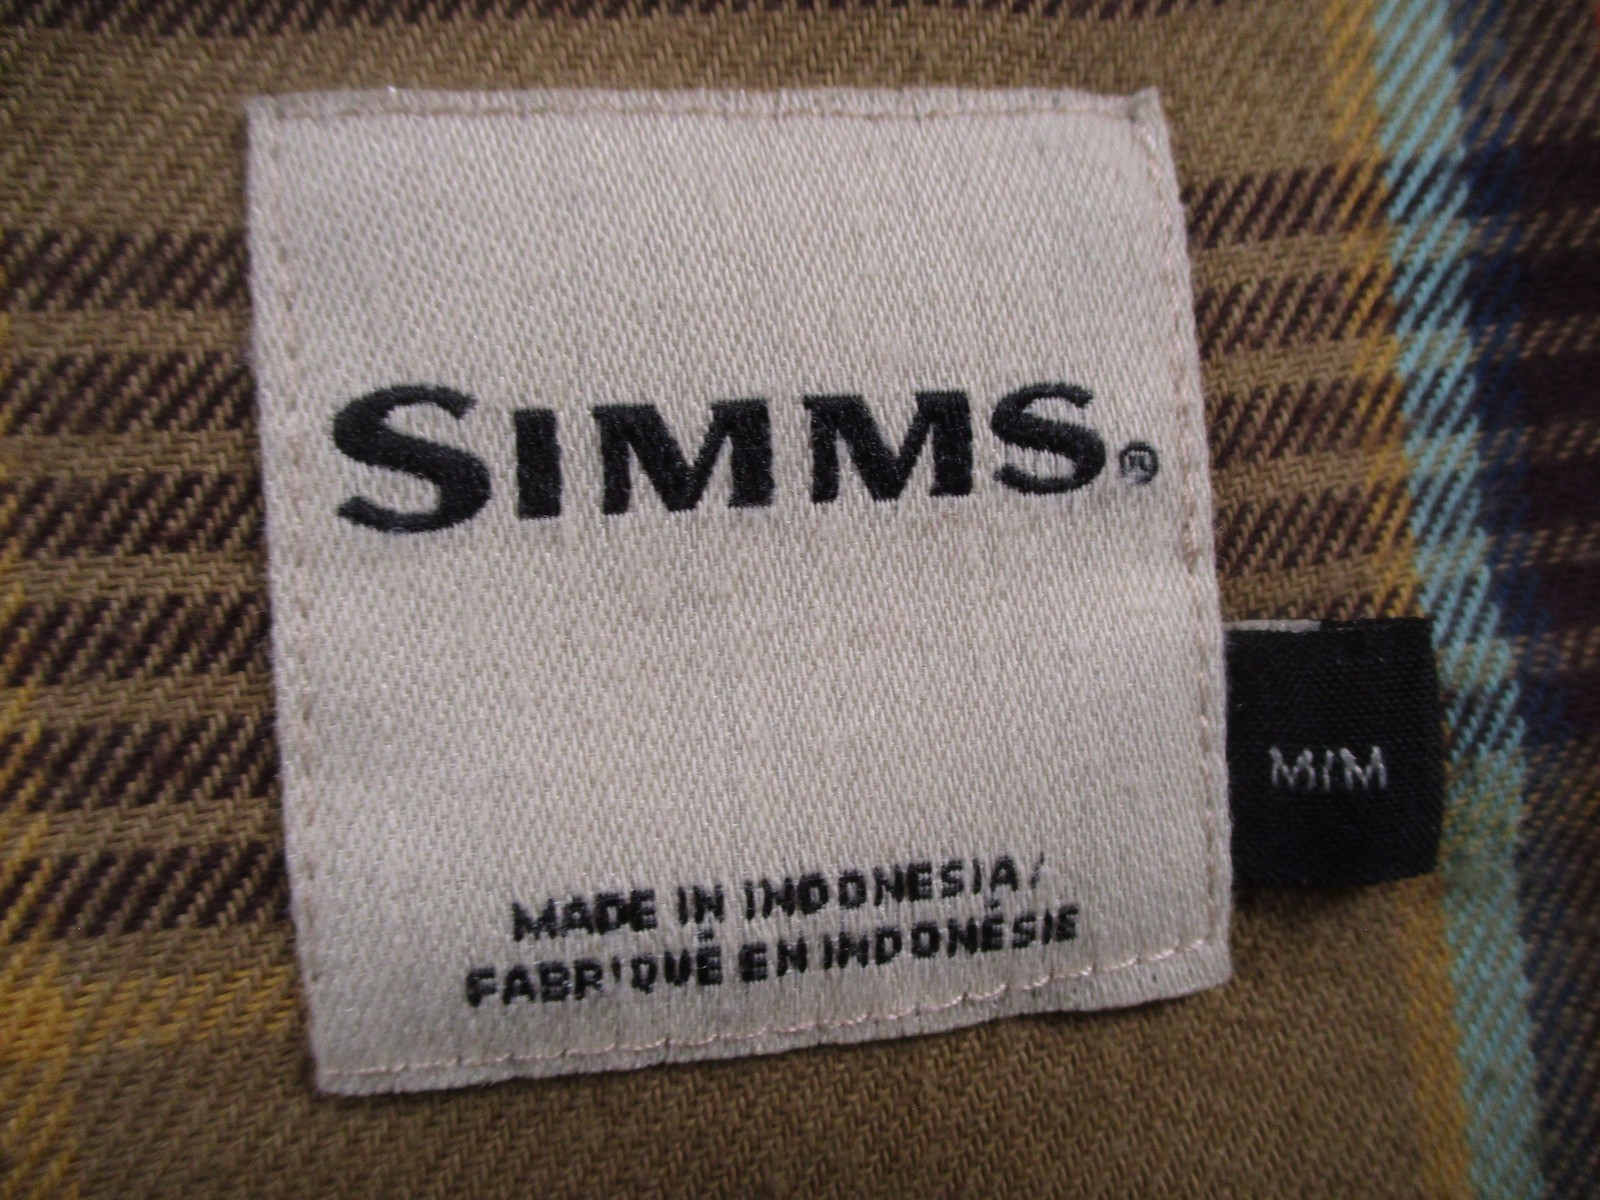 SIMMS®
M/M
MADE IN INDONESIA/
FABRIQUÉ EN INDONÉSIE